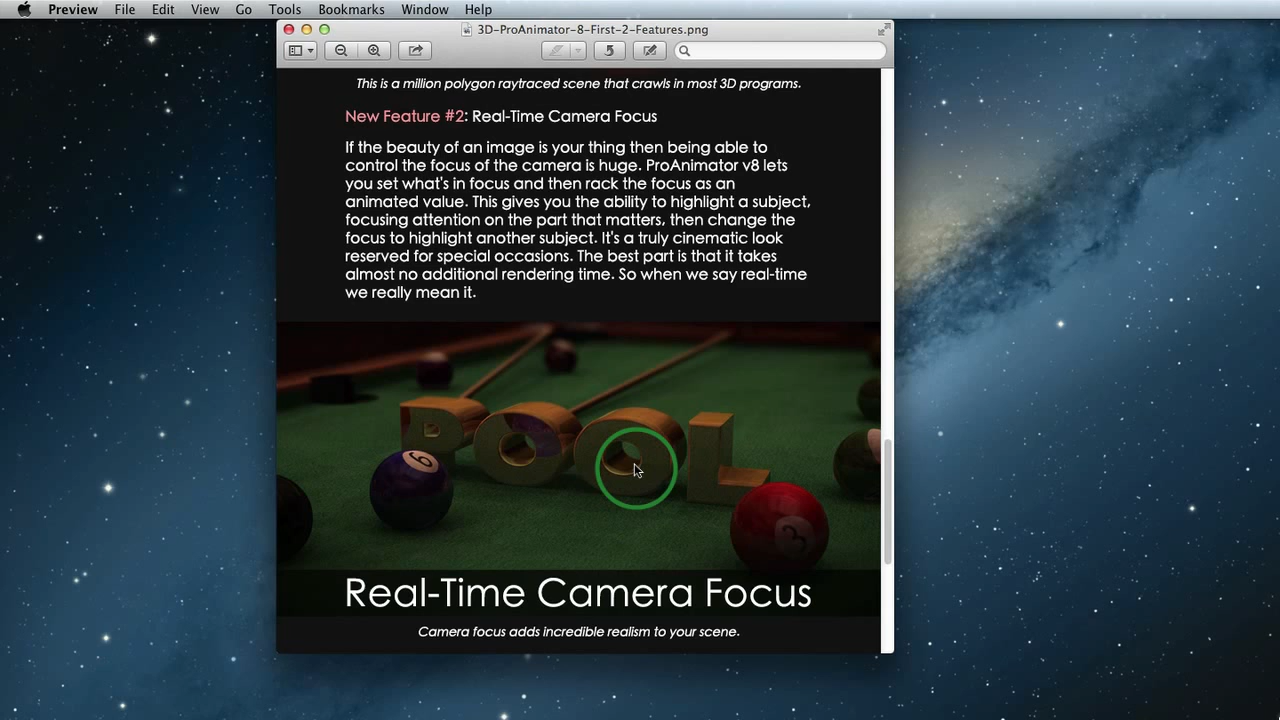 Preview File Edit View Go Tools Bookmarks Window Help
3D-ProAnimator-8-First-2-Features.png
This is a million polygon raytraced scene that crawls in most 3D programs.
New Feature #2: Real-Time Camera Focus
If the beauty of an image is your thing then being able to
control the focus of the camera is huge. ProAnimator v8 lets
you set what's in focus and then rack the focus as an
animated value. This gives you the ability to highlight a subject,
focusing attention on the part that matters, then change the
focus to highlight another subject. It's a truly cinematic look
reserved for special occasions. The best part is that it takes
almost no additional rendering time. So when we say real-time
we really mean it.
POOL
6
3
Real-Time Camera Focus
Camera focus adds incredible realism to your scene.